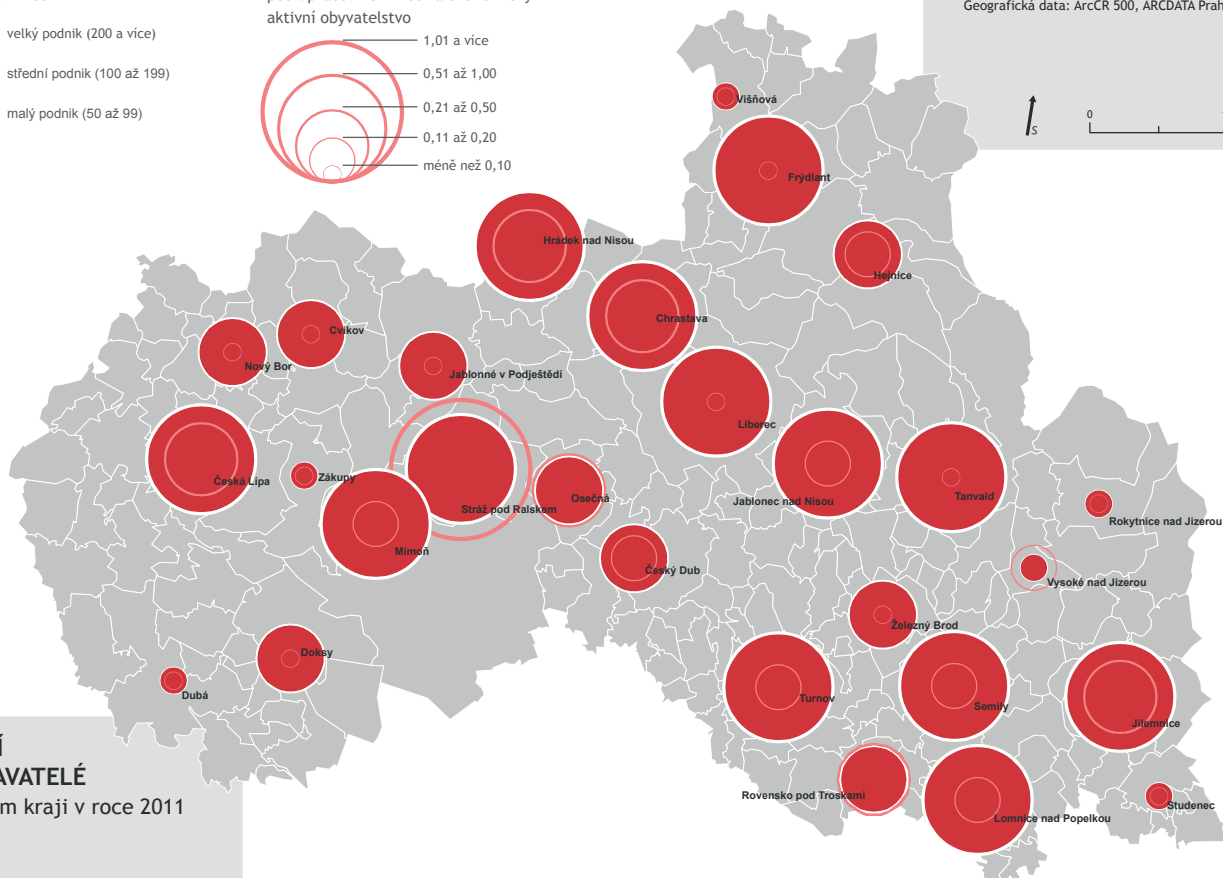 aktivní obyvatelstvo
velký podnik (200 a více)
střední podnik (100 až 199)
malý podnik (50 až 99)
1,01 a více
0,51 až 1,00
0,21 až 0,50
0,11 až 0,20
méně než 0,10
Geografická data: ArcČR 500, ARCDATA Prah
S
0
Višňová
Frýdlant
Hrádek nad Nisou
Hejnice
Chrastava
Cvikov
Nový Bor
Jablonné v Podještědí
Liberec
Česká Lípa
Zákupy
Stráž pod Ralskem
Osečná
Jablonec nad Nisou
Tanvald
Rokytnice nad Jizerou
Mimoň
Český Dub
Vysoké nad Jizerou
Železný Brod
Doksy
Dubá
Turnov
Semily
Jilemnice
Rovensko pod Troskami
Lomnice nad Popelkou
Studenec
Í
AVATELÉ
m kraji v roce 2011